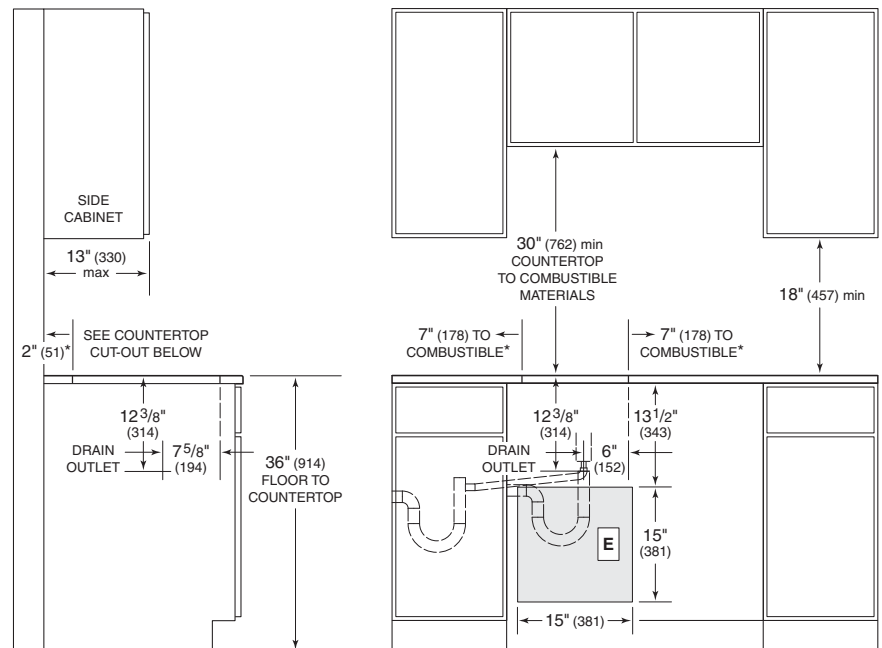 SIDE
CABINET
13" (330)
max
2" (51)*
SEE COUNTERTOP
CUT-OUT BELOW
12 3/8"
(314)
DRAIN
OUTLET
7 5/8"
(194)
36" (914)
FLOOR TO
COUNTERTOP
30" (762) min
COUNTERTOP
TO COMBUSTIBLE
MATERIALS
18" (457) min
7" (178) TO
COMBUSTIBLE*
7" (178) TO
COMBUSTIBLE*
12 3/8"
(314)
13 1/2"
(343)
DRAIN
OUTLET
6"
(152)
E
15"
(381)
15" (381)